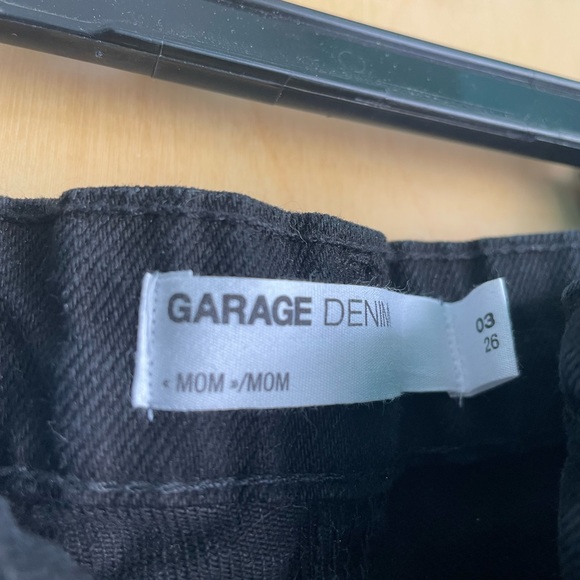 GARAGE DENIM
« MOM »/MOM
03
26